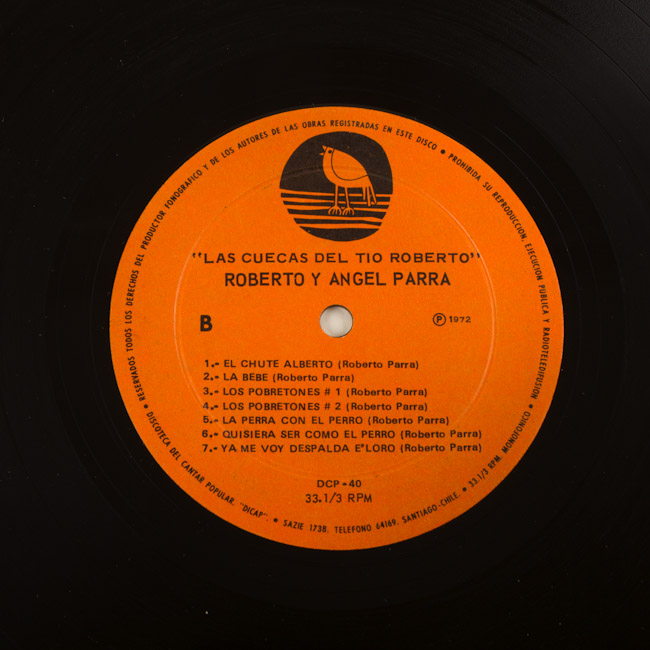 RESERVADOS TODOS LOS DERECHOS DEL PRODUCTOR FONOGRAFICO Y DE LOS AUTORES DE LAS OBRAS REGISTRADAS EN ESTE DISCO • PROHIBIDA SU REPRODUCCION, EJECUCION PUBLICA Y RADIOTELEDIFUSION
"LAS CUECAS DEL TIO ROBERTO"
ROBERTO Y ANGEL PARRA
B
Ⓟ 1972
1.- EL CHUTE ALBERTO (Roberto Parra)
2.- LA BEBE (Roberto Parra)
3.- LOS POBRETONES # 1 (Roberto Parra)
4.- LOS POBRETONES # 2 (Roberto Parra)
5.- LA PERRA CON EL PERRO (Roberto Parra)
6.- QUISIERA SER COMO EL PERRO (Roberto Parra)
7.- YA ME VOY DESPALDA E'LORO (Roberto Parra)
DCP - 40
33.1/3 RPM
• DISCOTECA DEL CANTAR POPULAR, "DICAP". • SAZIE 1738. TELEFONO 64169. SANTIAGO-CHILE. • 33.1/3 RPM. MONOFONICO •